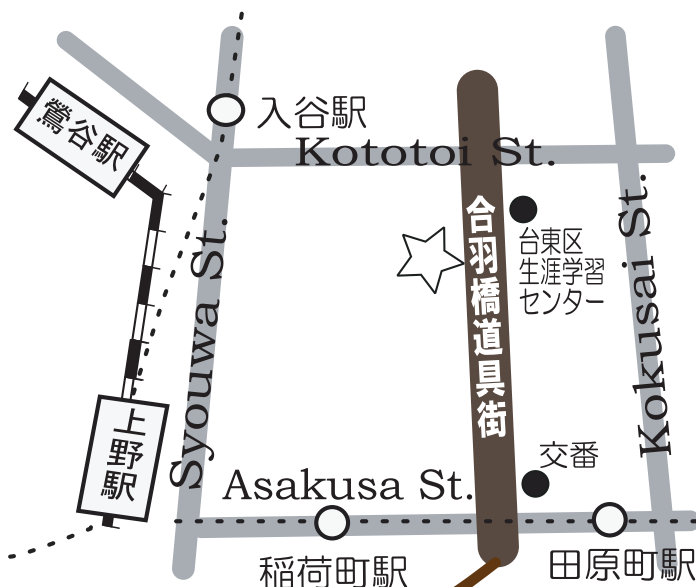 入谷駅
鶯谷駅
Kototoi St.
合羽橋道具街
台東区
生涯学習
センター
Syouwa St.
Kokusai St.
上野駅
交番
Asakusa St.
稲荷町駅
田原町駅